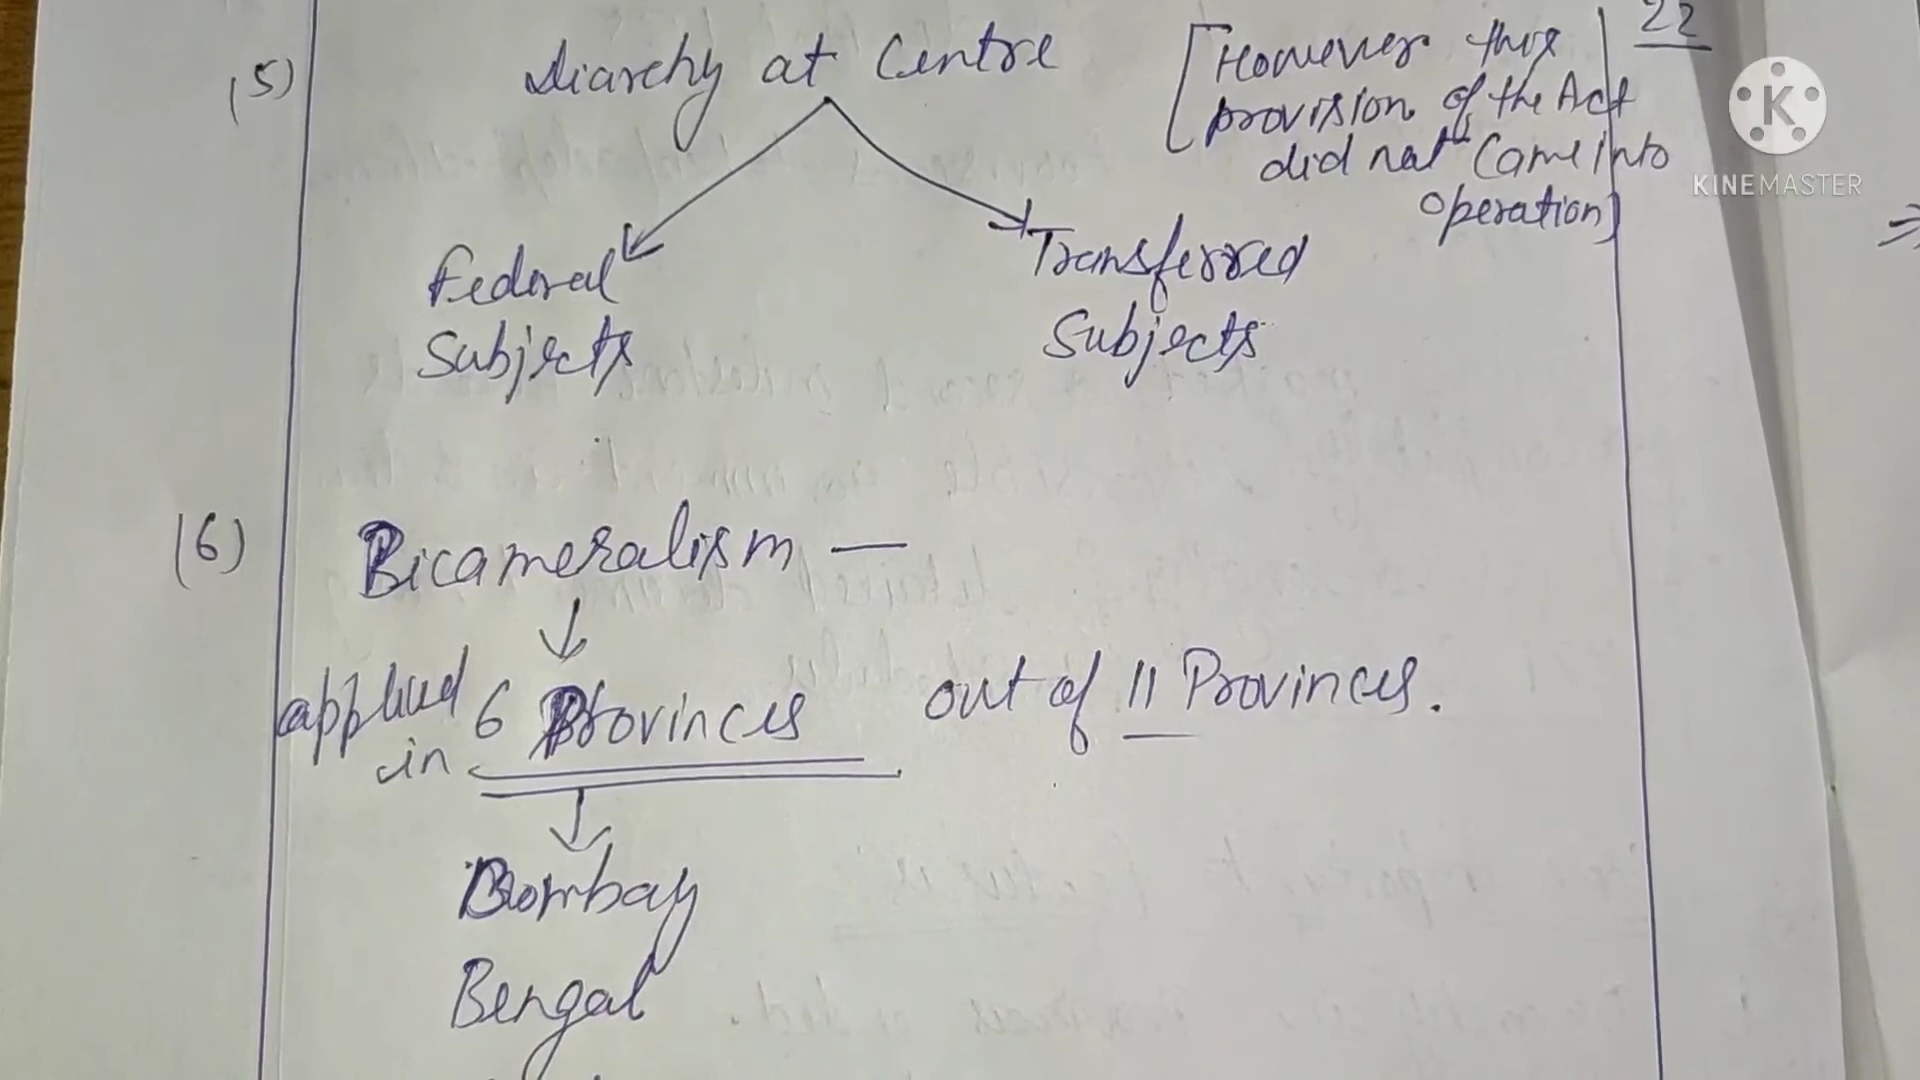 22
(5) Diarchy at Centre
[However this
provision of the Act
did not came into
operation]
Federal
Subjects
Transferred
Subjects
(6) Bicameralism —
applied in 6 Provinces out of 11 Provinces.
Bombay
Bengal
K
KINEMASTER